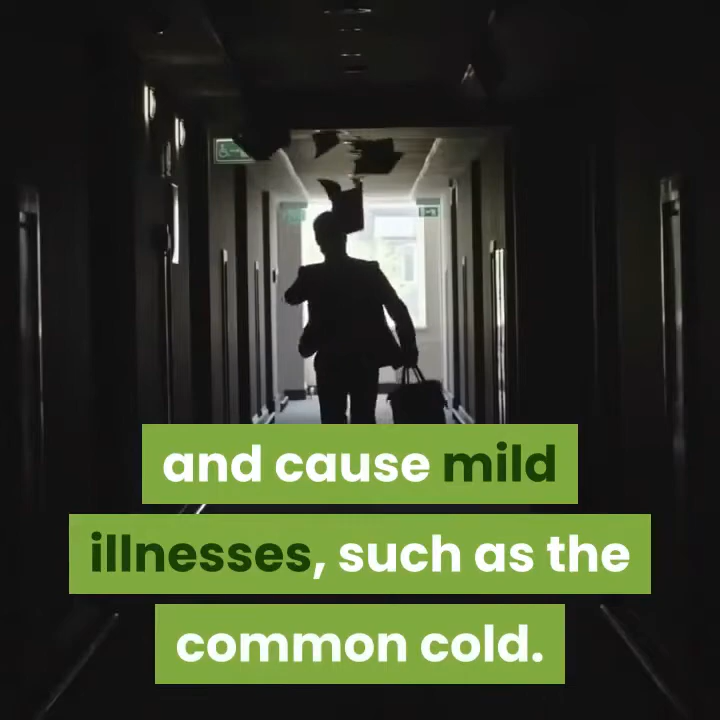 and cause mild
illnesses, such as the
common cold.